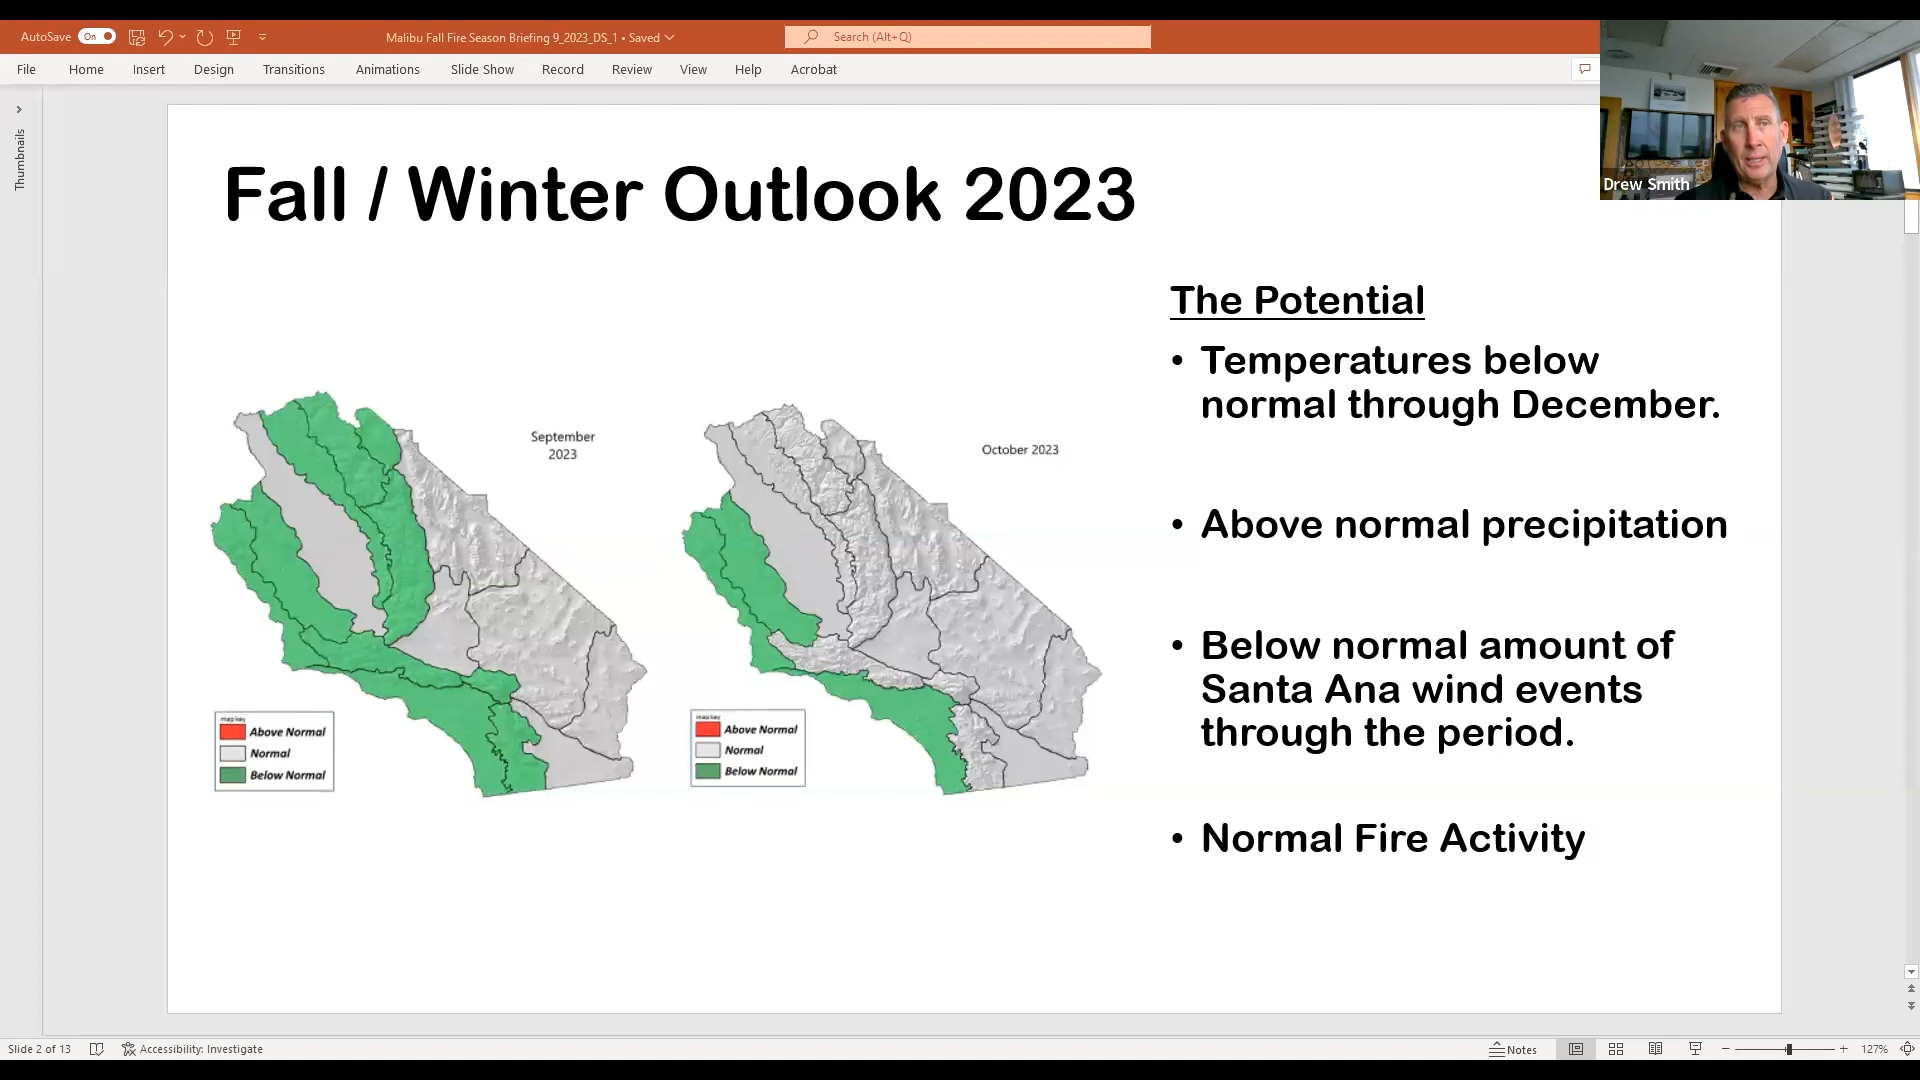 AutoSave On
Malibu Fall Fire Season Briefing 9_2023_DS_1 • Saved
Search (Alt+Q)
File Home Insert Design Transitions Animations Slide Show Record Review View Help Acrobat
Thumbnails
Drew Smith
Fall / Winter Outlook 2023
September
2023
map key
Above Normal
Normal
Below Normal
October 2023
map key
Above Normal
Normal
Below Normal
The Potential
• Temperatures below
normal through December.
• Above normal precipitation
• Below normal amount of
Santa Ana wind events
through the period.
• Normal Fire Activity
Slide 2 of 13 Accessibility: Investigate Notes 127%